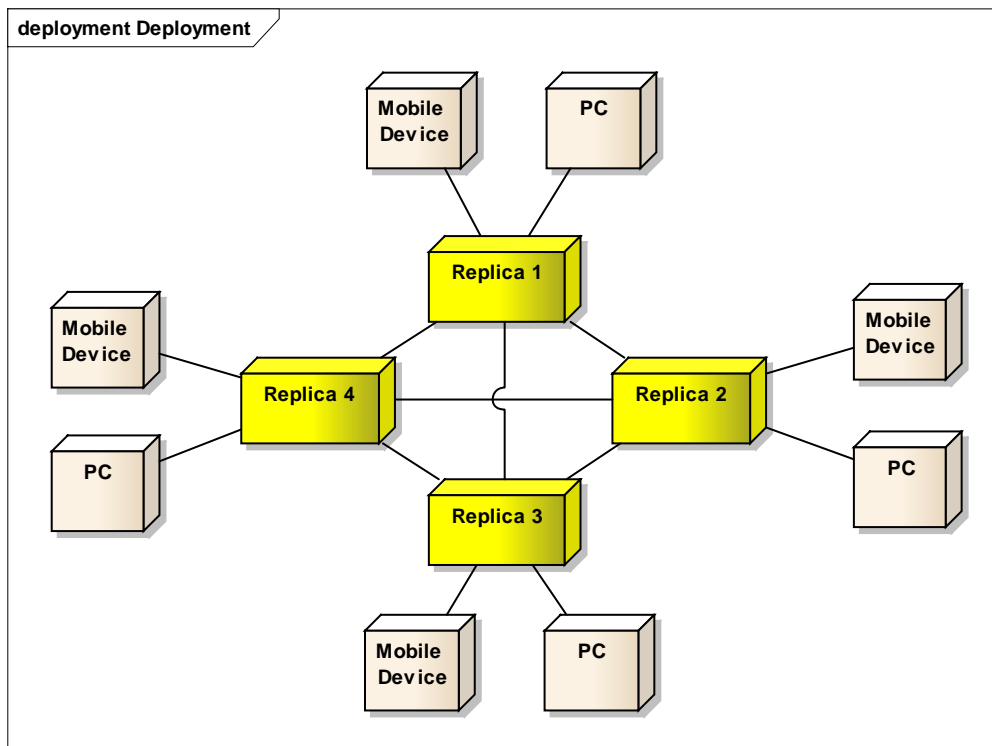 deployment Deployment
Mobile
Device
PC
Replica 1
Mobile
Device
Mobile
Device
Replica 4
Replica 2
PC
PC
Replica 3
Mobile
Device
PC